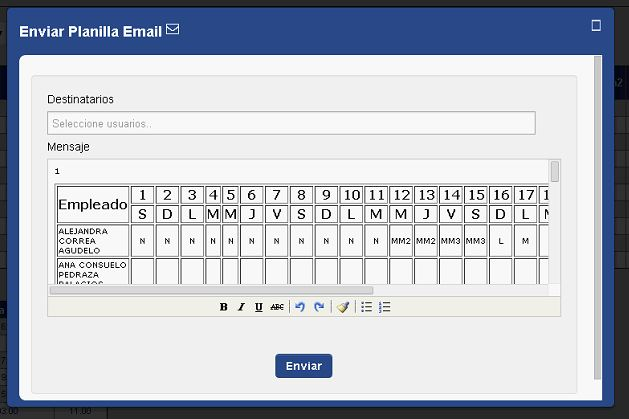 Enviar Planilla Email
Destinatarios
Seleccione usuarios..
Mensaje
1
Empleado 1 2 3 4 5 6 7 8 9 10 11 12 13 14 15 16 17
S D L M M J V S D L M M J V S D L
ALEJANDRA
CORREA
AGUDELO
N N N N N N N N N N N MM2 MM2 MM3 MM3 L M
ANA CONSUELO
PEDRAZA
PALACIOS
B I U ABC
Enviar
11.00